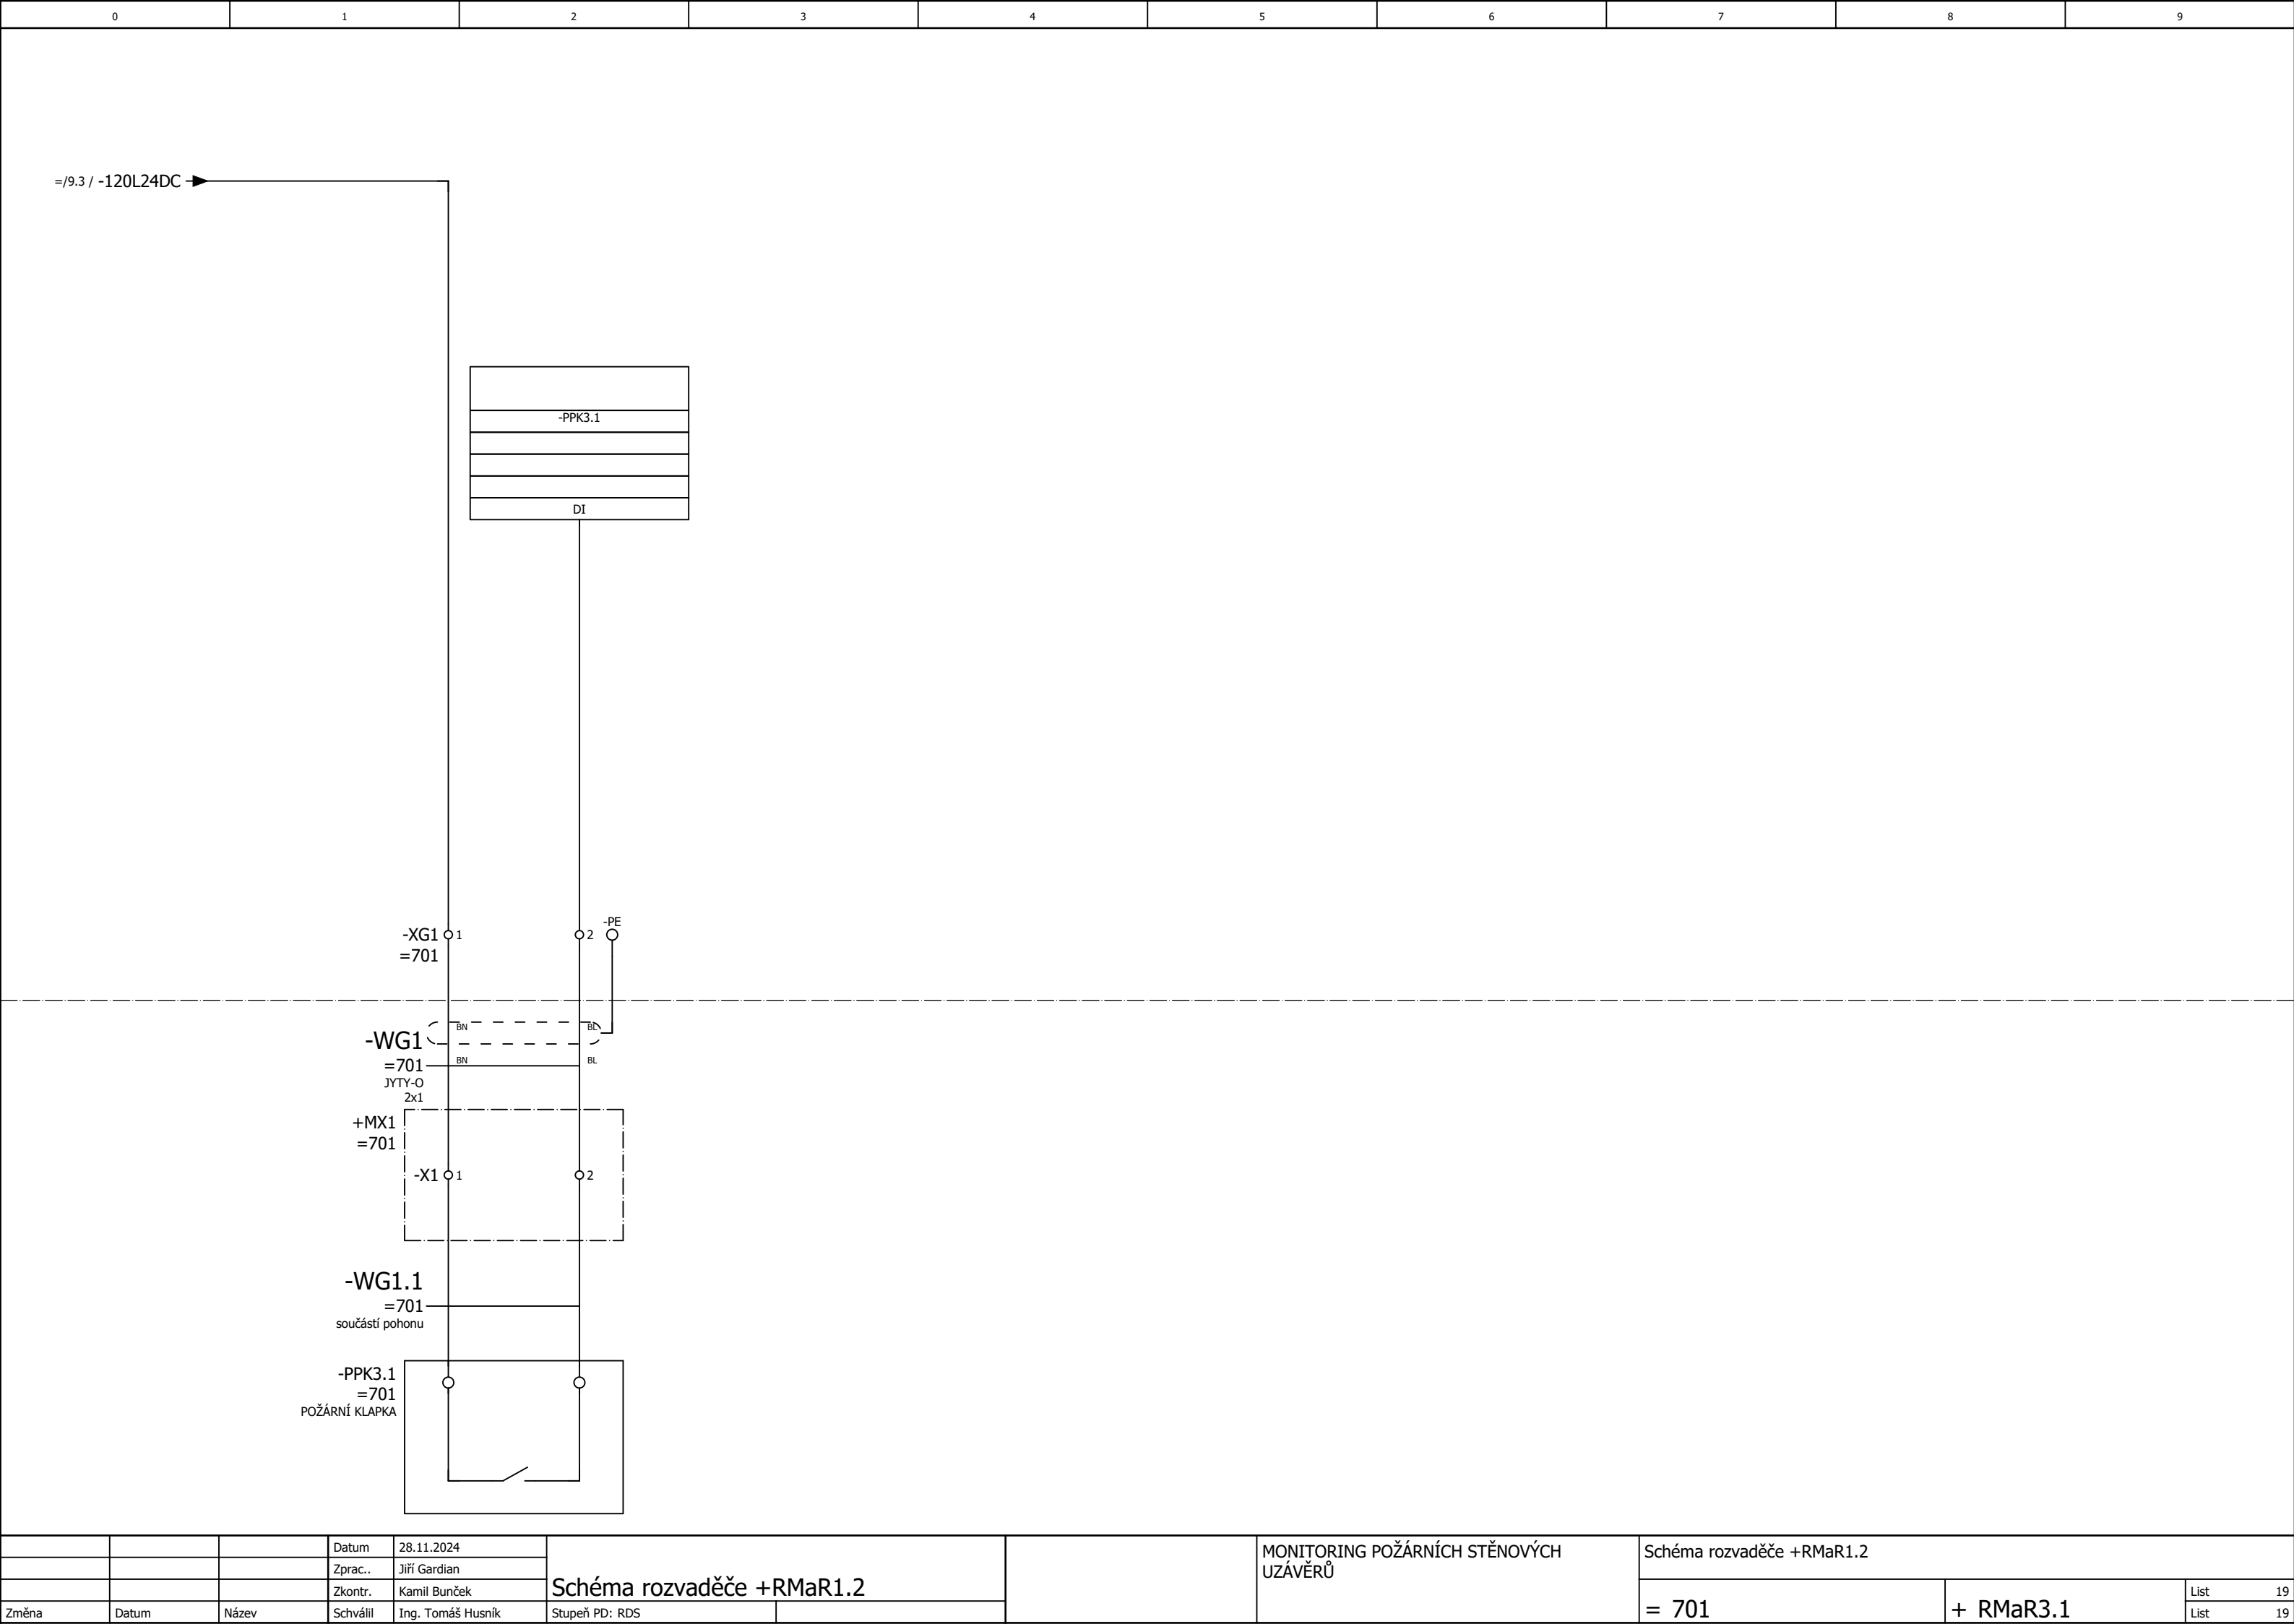 0 1 2 3 4 5 6 7 8 9
=/9.3 / -120L24DC
-PPK3.1
DI
-PE
-XG1 1 2
=701
BN BL
-WG1
=701 BN BL
JYTY-O
2x1
+MX1
=701
-X1 1 2
-WG1.1
=701
součástí pohonu
-PPK3.1
=701
POŽÁRNÍ KLAPKA
Datum 28.11.2024
Zprac.. Jiří Gardian
Zkontr. Kamil Bunček
Změna Datum Název Schválil Ing. Tomáš Husník
Schéma rozvaděče +RMaR1.2
Stupeň PD: RDS
MONITORING POŽÁRNÍCH STĚNOVÝCH
UZÁVĚRŮ
Schéma rozvaděče +RMaR1.2
= 701 + RMaR3.1
List 19
List 19